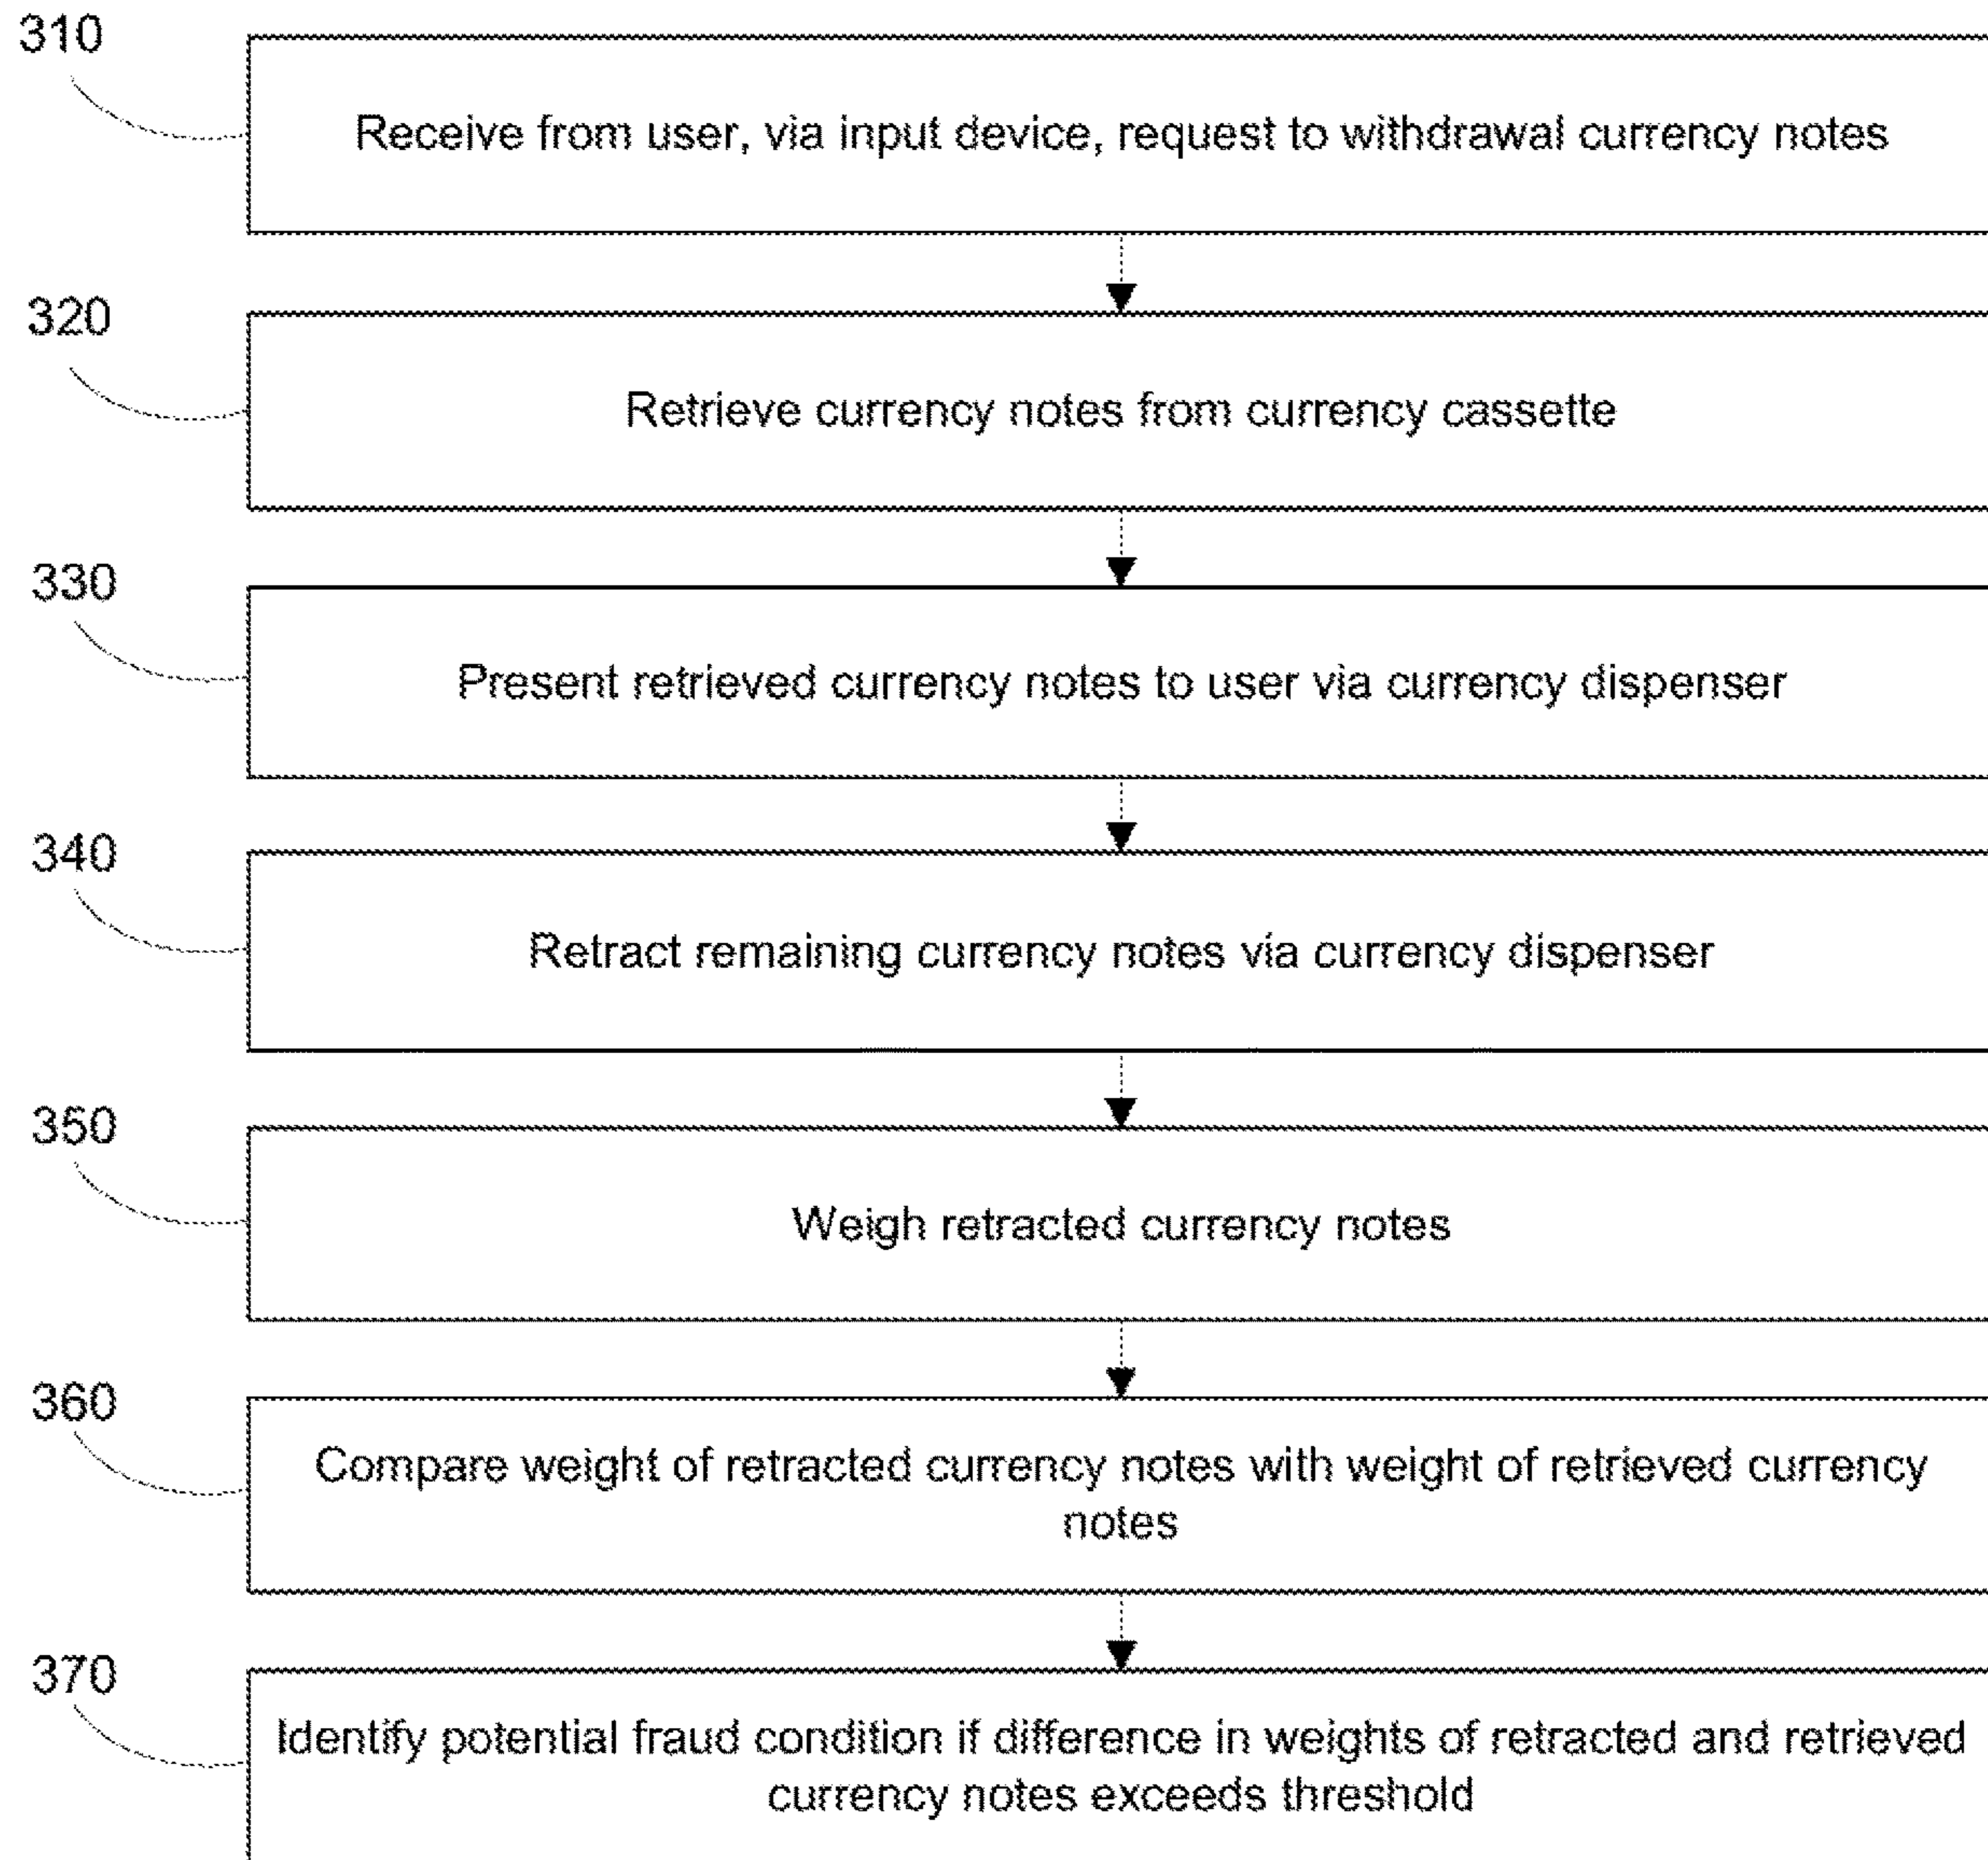 310
Receive from user, via input device, request to withdrawal currency notes
320
Retrieve currency notes from currency cassette
330
Present retrieved currency notes to user via currency dispenser
340
Retract remaining currency notes via currency dispenser
350
Weigh retracted currency notes
360
Compare weight of retracted currency notes with weight of retrieved currency
notes
370
Identify potential fraud condition if difference in weights of retracted and retrieved
currency notes exceeds threshold